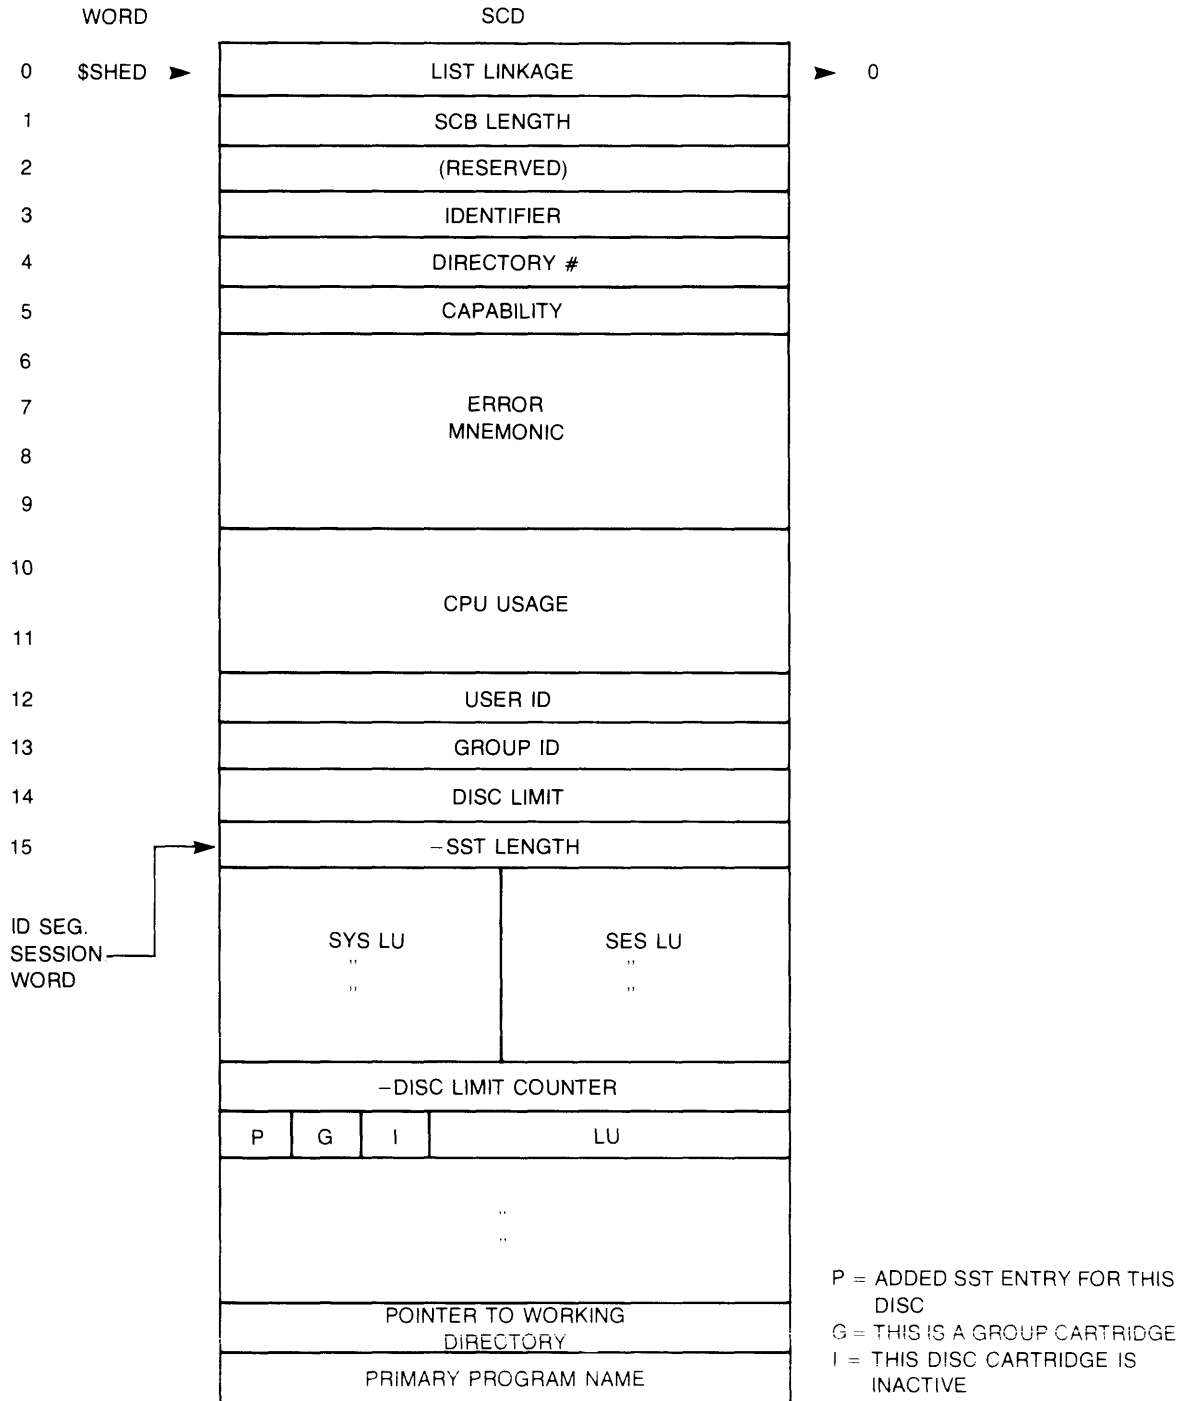 WORD SCD
0 $SHED LIST LINKAGE 0
1 SCB LENGTH
2 (RESERVED)
3 IDENTIFIER
4 DIRECTORY #
5 CAPABILITY
6
7 ERROR
MNEMONIC
8
9
10
CPU USAGE
11
12 USER ID
13 GROUP ID
14 DISC LIMIT
15 –SST LENGTH
ID SEG.
SESSION
WORD
SYS LU SES LU
" "
" "
–DISC LIMIT COUNTER
P G I LU
"
"
POINTER TO WORKING
DIRECTORY
PRIMARY PROGRAM NAME
P = ADDED SST ENTRY FOR THIS
DISC
G = THIS IS A GROUP CARTRIDGE
I = THIS DISC CARTRIDGE IS
INACTIVE